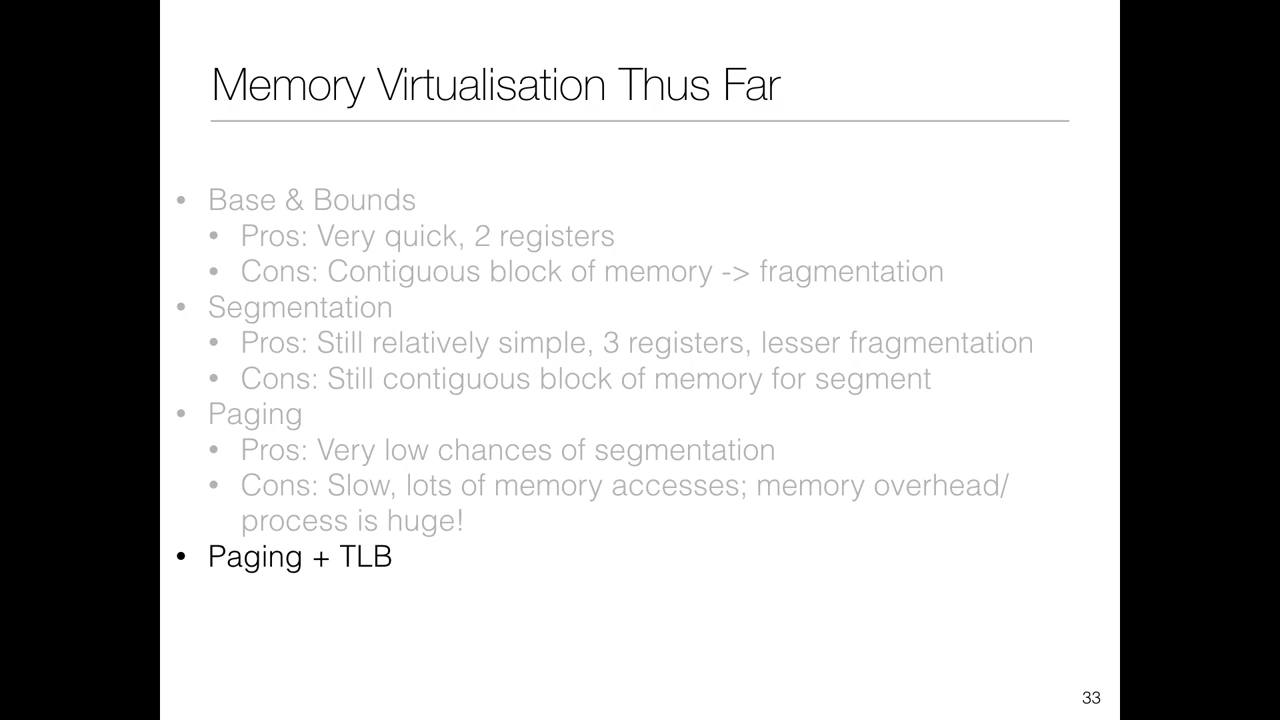 Memory Virtualisation Thus Far
• Base & Bounds
• Pros: Very quick, 2 registers
• Cons: Contiguous block of memory -> fragmentation
• Segmentation
• Pros: Still relatively simple, 3 registers, lesser fragmentation
• Cons: Still contiguous block of memory for segment
• Paging
• Pros: Very low chances of segmentation
• Cons: Slow, lots of memory accesses; memory overhead/
process is huge!
• Paging + TLB
33